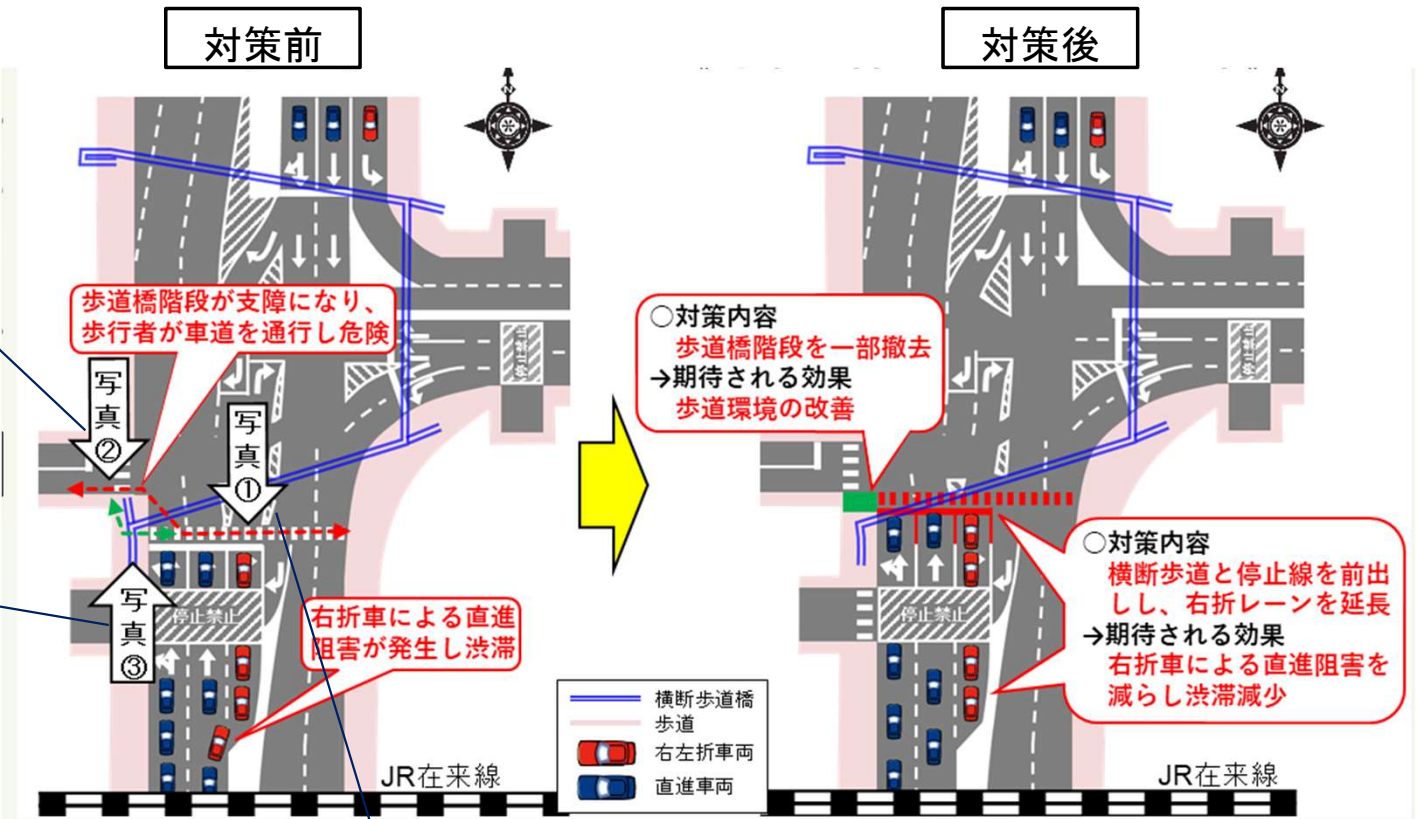 対策前
対策後
N
N
歩道橋階段が支障になり、
歩行者が車道を通行し危険
写真②
写真①
写真③
停止禁止
停止禁止
右折車による直進
阻害が発生し渋滞
JR在来線
○対策内容
歩道橋階段を一部撤去
→期待される効果
歩道環境の改善
停止禁止
停止禁止
○対策内容
横断歩道と停止線を前出
しし、右折レーンを延長
→期待される効果
右折車による直進阻害を
減らし渋滞減少
JR在来線
横断歩道橋
歩道
右左折車両
直進車両